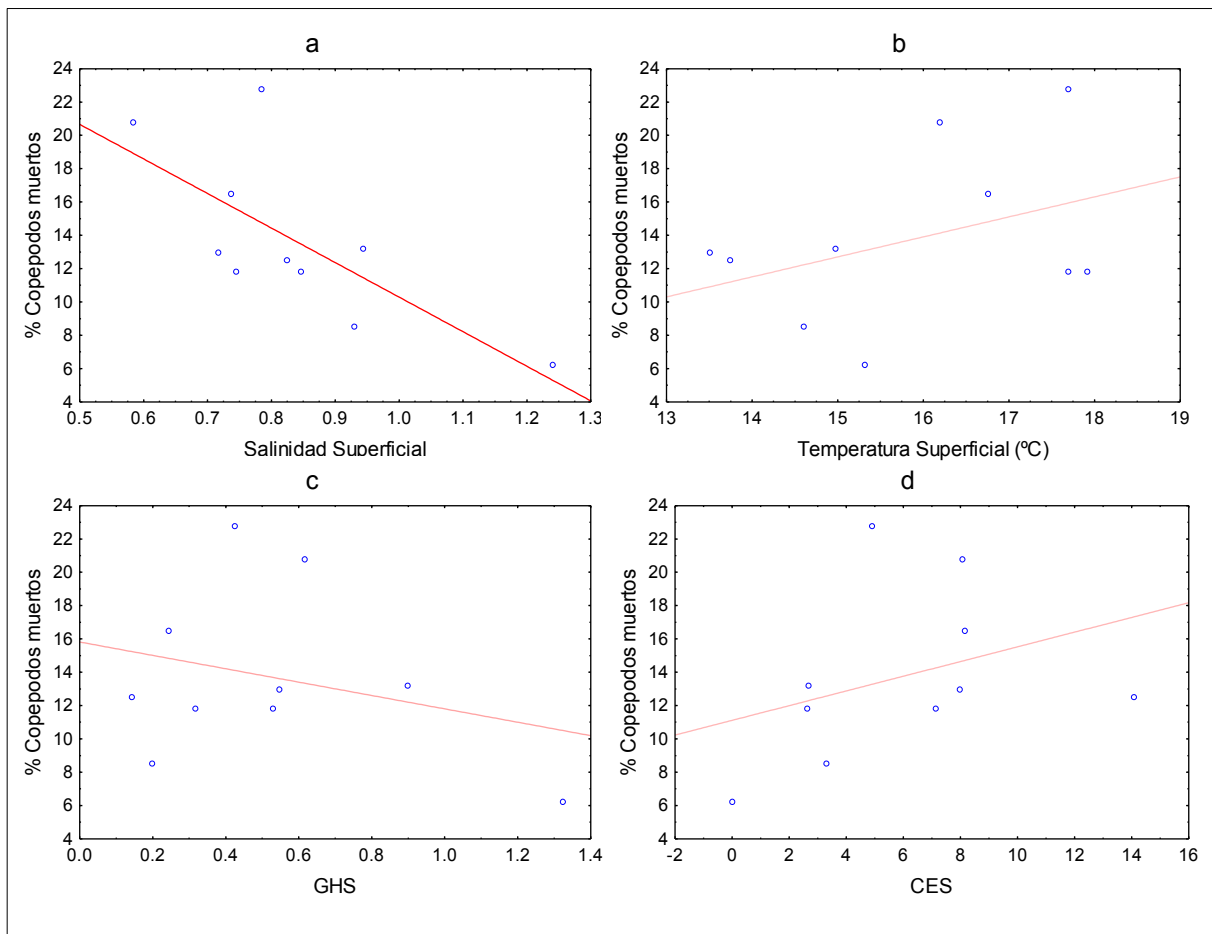 a
24
22
20
18
16
14
12
10
8
6
4
% Copepodos muertos
0.5 0.6 0.7 0.8 0.9 1.0 1.1 1.2 1.3
Salinidad Superficial
b
24
22
20
18
16
14
12
10
8
6
4
% Copepodos muertos
13 14 15 16 17 18 19
Temperatura Superficial (ºC)
c
24
22
20
18
16
14
12
10
8
6
4
% Copepodos muertos
0.0 0.2 0.4 0.6 0.8 1.0 1.2 1.4
GHS
d
24
22
20
18
16
14
12
10
8
6
4
% Copepodos muertos
-2 0 2 4 6 8 10 12 14 16
CES